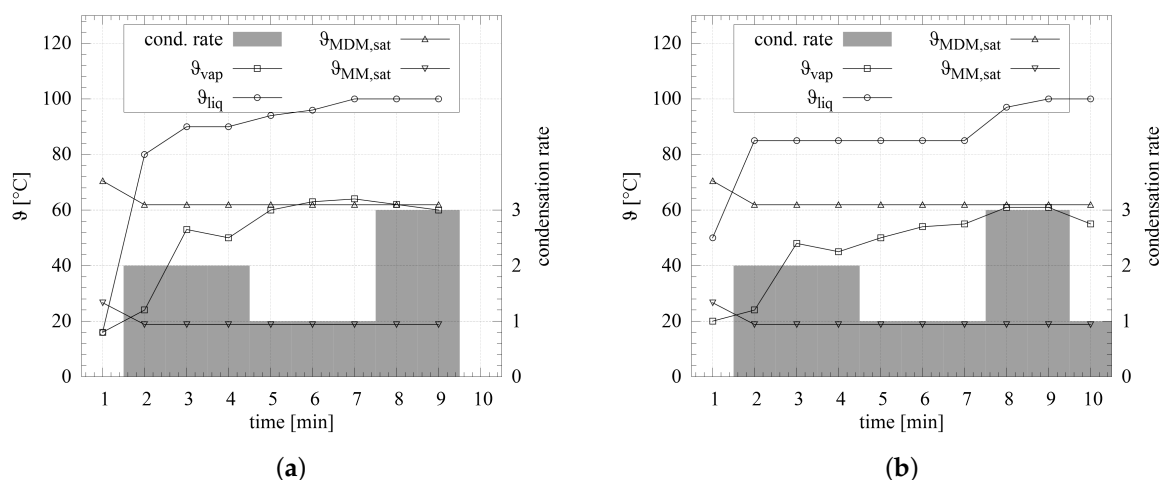 120
100
80
60
40
20
0
ϑ [°C]
cond. rate
ϑvap
ϑliq
ϑMDM,sat
ϑMM,sat
3
2
1
0
condensation rate
1 2 3 4 5 6 7 8 9 10
time [min]
(a)
120
100
80
60
40
20
0
ϑ [°C]
cond. rate
ϑvap
ϑliq
ϑMDM,sat
ϑMM,sat
3
2
1
0
condensation rate
1 2 3 4 5 6 7 8 9 10
time [min]
(b)